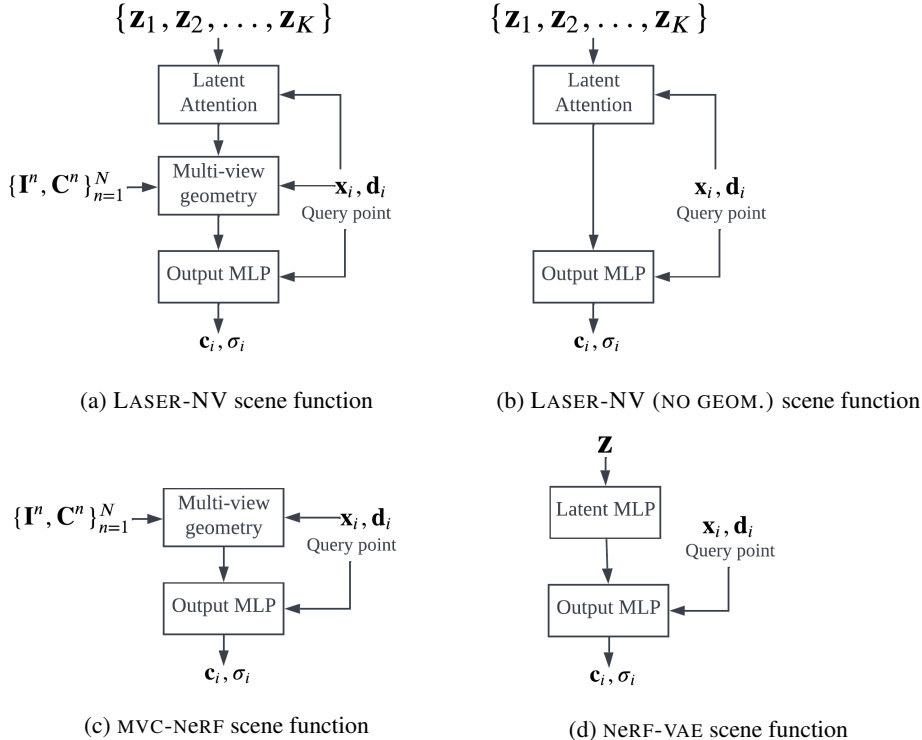 {z₁, z₂, . . . , z_K}
Latent
Attention
{Iⁿ, Cⁿ}ᴺₙ₌₁
Multi-view
geometry
xᵢ, dᵢ
Query point
Output MLP
cᵢ, σᵢ
(a) LASER-NV scene function
{z₁, z₂, . . . , z_K}
Latent
Attention
xᵢ, dᵢ
Query point
Output MLP
cᵢ, σᵢ
(b) LASER-NV (NO GEOM.) scene function
{Iⁿ, Cⁿ}ᴺₙ₌₁
Multi-view
geometry
xᵢ, dᵢ
Query point
Output MLP
cᵢ, σᵢ
(c) MVC-NeRF scene function
z
Latent MLP
xᵢ, dᵢ
Query point
Output MLP
cᵢ, σᵢ
(d) NeRF-VAE scene function